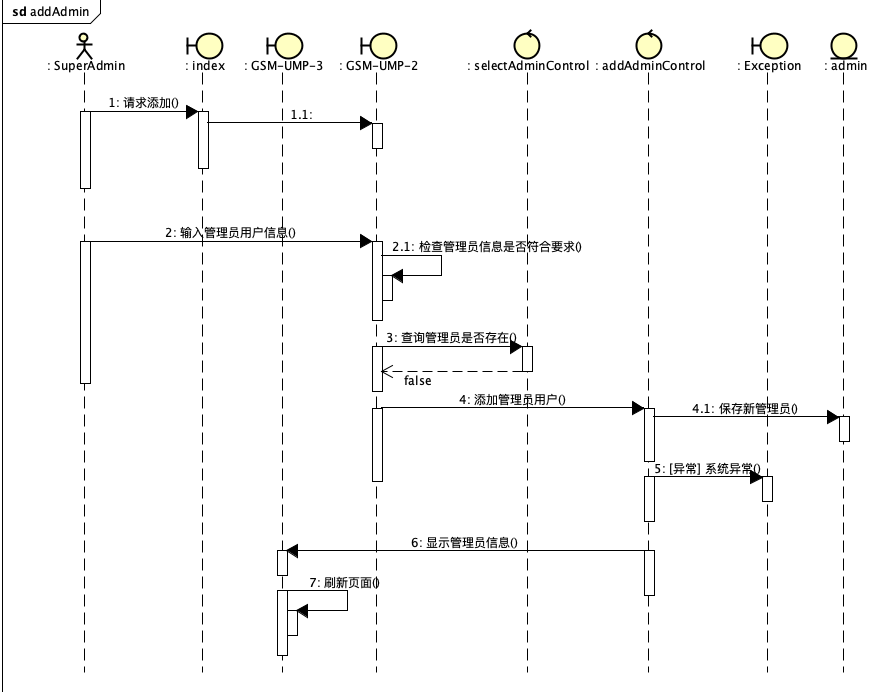 sd addAdmin
: SuperAdmin
: index
: GSM-UMP-3
: GSM-UMP-2
: selectAdminControl
: addAdminControl
: Exception
: admin
1: 请求添加()
1.1:
2: 输入管理员用户信息()
2.1: 检查管理员信息是否符合要求()
3: 查询管理员是否存在()
false
4: 添加管理员用户()
4.1: 保存新管理员()
5: [异常] 系统异常()
6: 显示管理员信息()
7: 刷新页面()